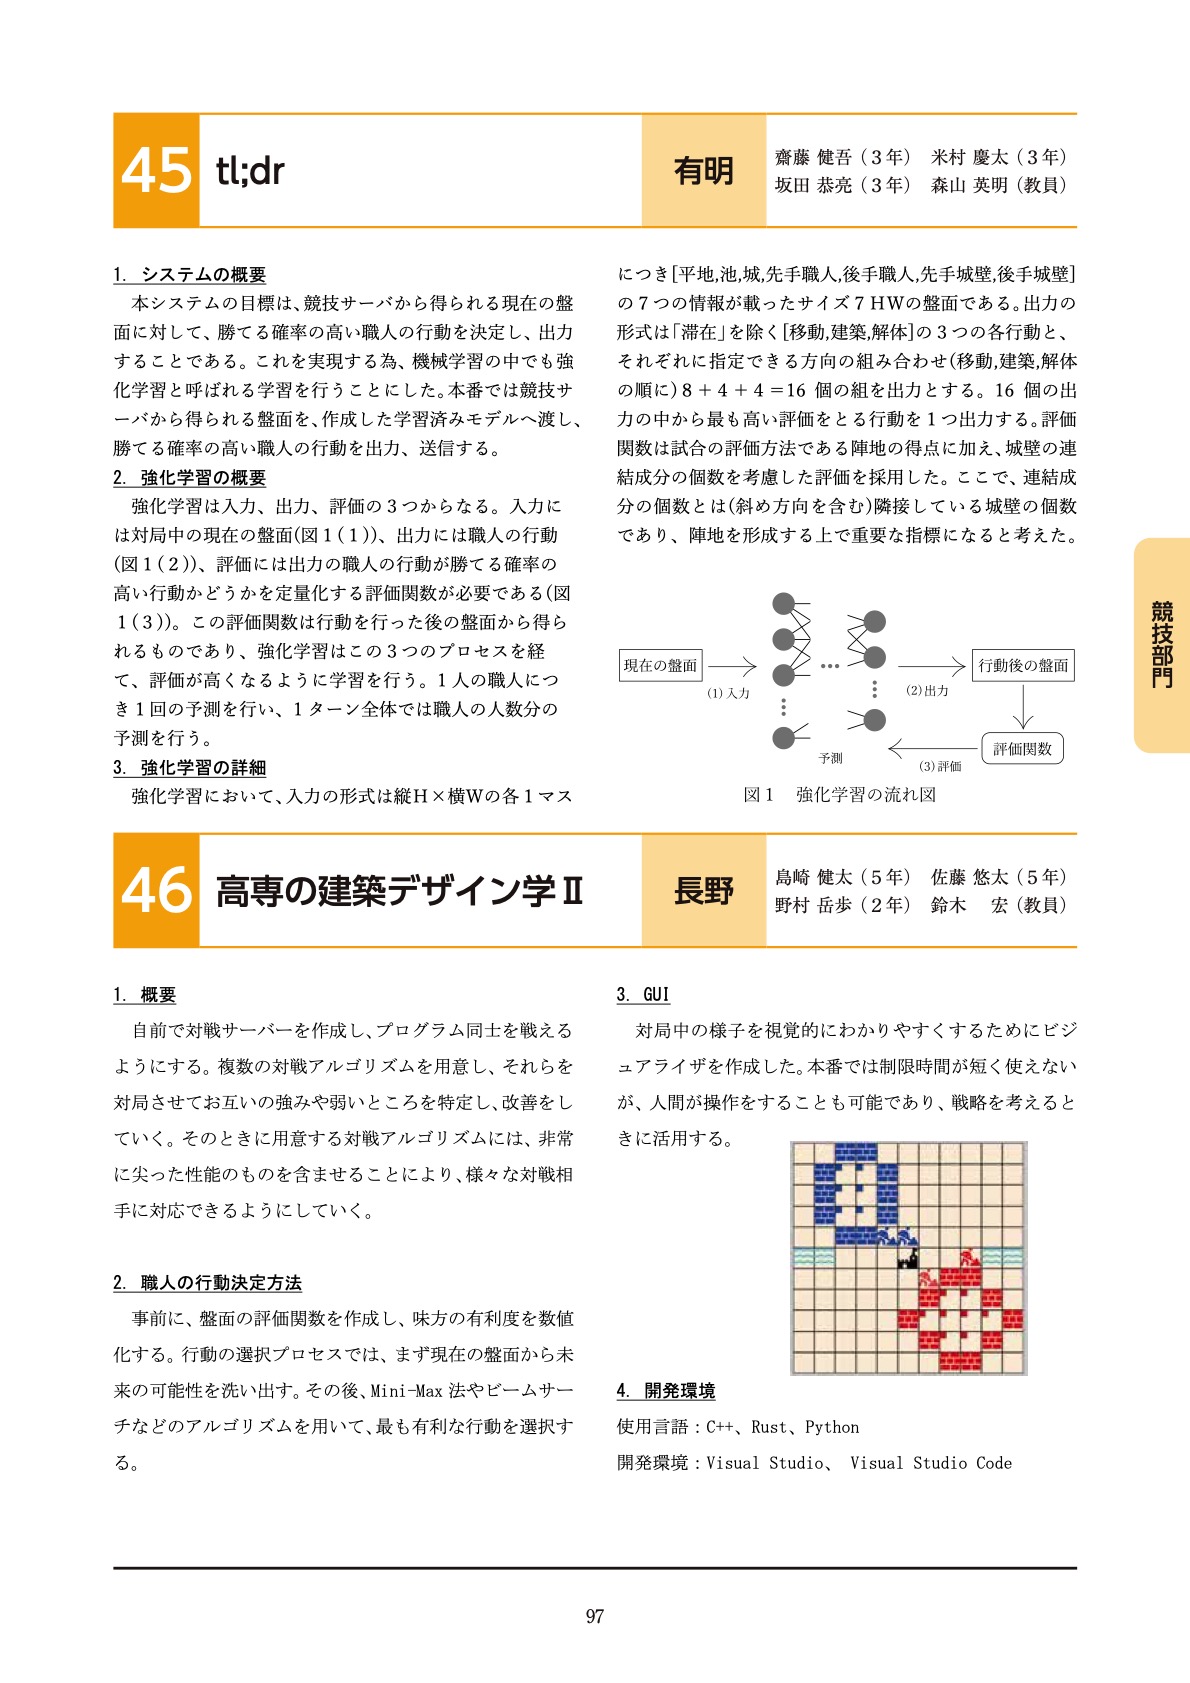 45 tl;dr 有明 齋藤 健吾（３年） 米村 慶太（３年）
坂田 恭亮（３年） 森山 英明（教員）
1. システムの概要
本システムの目標は、競技サーバから得られる現在の盤
面に対して、勝てる確率の高い職人の行動を決定し、出力
することである。これを実現する為、機械学習の中でも強
化学習と呼ばれる学習を行うことにした。本番では競技サ
ーバから得られる盤面を、作成した学習済みモデルへ渡し、
勝てる確率の高い職人の行動を出力、送信する。
2. 強化学習の概要
強化学習は入力、出力、評価の３つからなる。入力に
は対局中の現在の盤面(図１(１))、出力には職人の行動
(図１(２))、評価には出力の職人の行動が勝てる確率の
高い行動かどうかを定量化する評価関数が必要である(図
１(３))。この評価関数は行動を行った後の盤面から得ら
れるものであり、強化学習はこの３つのプロセスを経
て、評価が高くなるように学習を行う。１人の職人につ
き１回の予測を行い、１ターン全体では職人の人数分の
予測を行う。
3. 強化学習の詳細
強化学習において、入力の形式は縦Ｈ×横Ｗの各１マス
につき[平地,池,城,先手職人,後手職人,先手城壁,後手城壁]
の７つの情報が載ったサイズ７HWの盤面である。出力の
形式は「滞在」を除く[移動,建築,解体]の３つの各行動と、
それぞれに指定できる方向の組み合わせ(移動,建築,解体
の順に)８＋４＋４＝16 個の組を出力とする。16 個の出
力の中から最も高い評価をとる行動を１つ出力する。評価
関数は試合の評価方法である陣地の得点に加え、城壁の連
結成分の個数を考慮した評価を採用した。ここで、連結成
分の個数とは(斜め方向を含む)隣接している城壁の個数
であり、陣地を形成する上で重要な指標になると考えた。
現在の盤面
(1)入力
予測
(2)出力
行動後の盤面
評価関数
(3)評価
図１ 強化学習の流れ図
競技部門
46 高専の建築デザイン学Ⅱ 長野 島崎 健太（５年） 佐藤 悠太（５年）
野村 岳歩（２年） 鈴木 宏（教員）
1. 概要
自前で対戦サーバーを作成し、プログラム同士を戦える
ようにする。複数の対戦アルゴリズムを用意し、それらを
対局させてお互いの強みや弱いところを特定し、改善をし
ていく。そのときに用意する対戦アルゴリズムには、非常
に尖った性能のものを含ませることにより、様々な対戦相
手に対応できるようにしていく。
2. 職人の行動決定方法
事前に、盤面の評価関数を作成し、味方の有利度を数値
化する。行動の選択プロセスでは、まず現在の盤面から未
来の可能性を洗い出す。その後、Mini-Max 法やビームサー
チなどのアルゴリズムを用いて、最も有利な行動を選択す
る。
3. GUI
対局中の様子を視覚的にわかりやすくするためにビジ
ュアライザを作成した。本番では制限時間が短く使えない
が、人間が操作をすることも可能であり、戦略を考えると
きに活用する。
4. 開発環境
使用言語：C++、Rust、Python
開発環境：Visual Studio、 Visual Studio Code
97